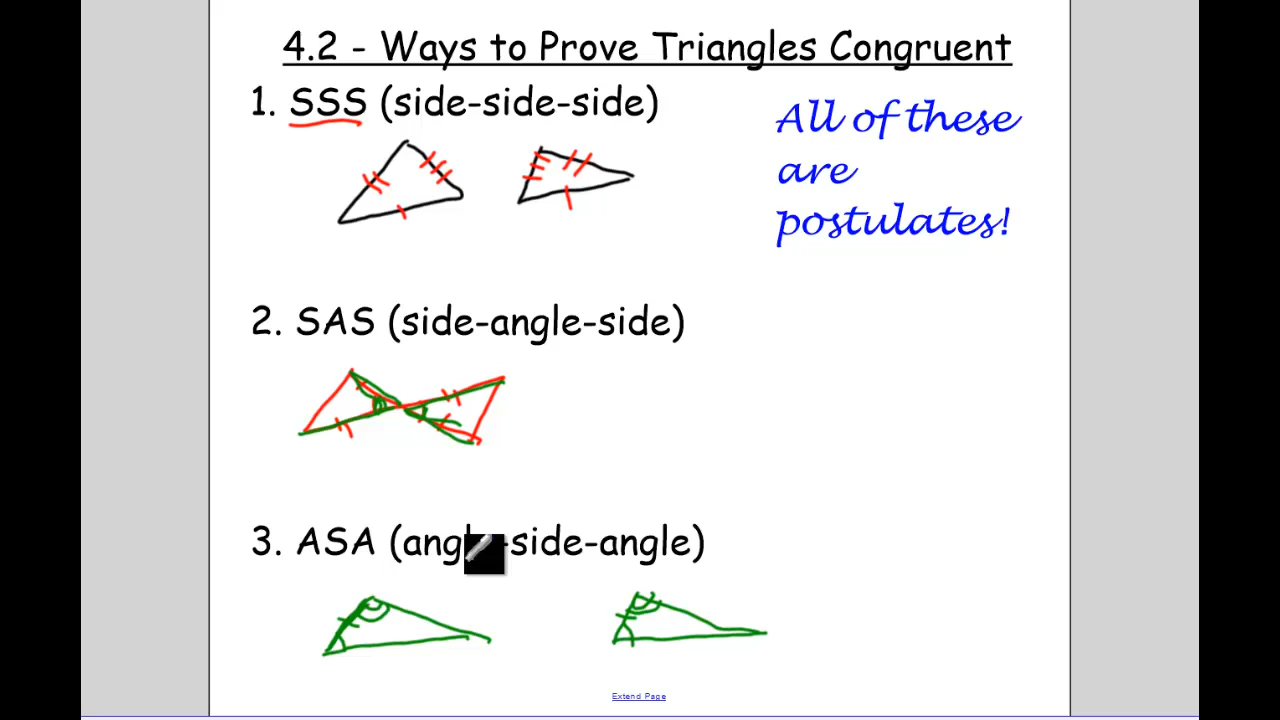 4.2 - Ways to Prove Triangles Congruent
1. SSS (side-side-side)
All of these
are
postulates!
2. SAS (side-angle-side)
3. ASA (angle-side-angle)
Extend Page